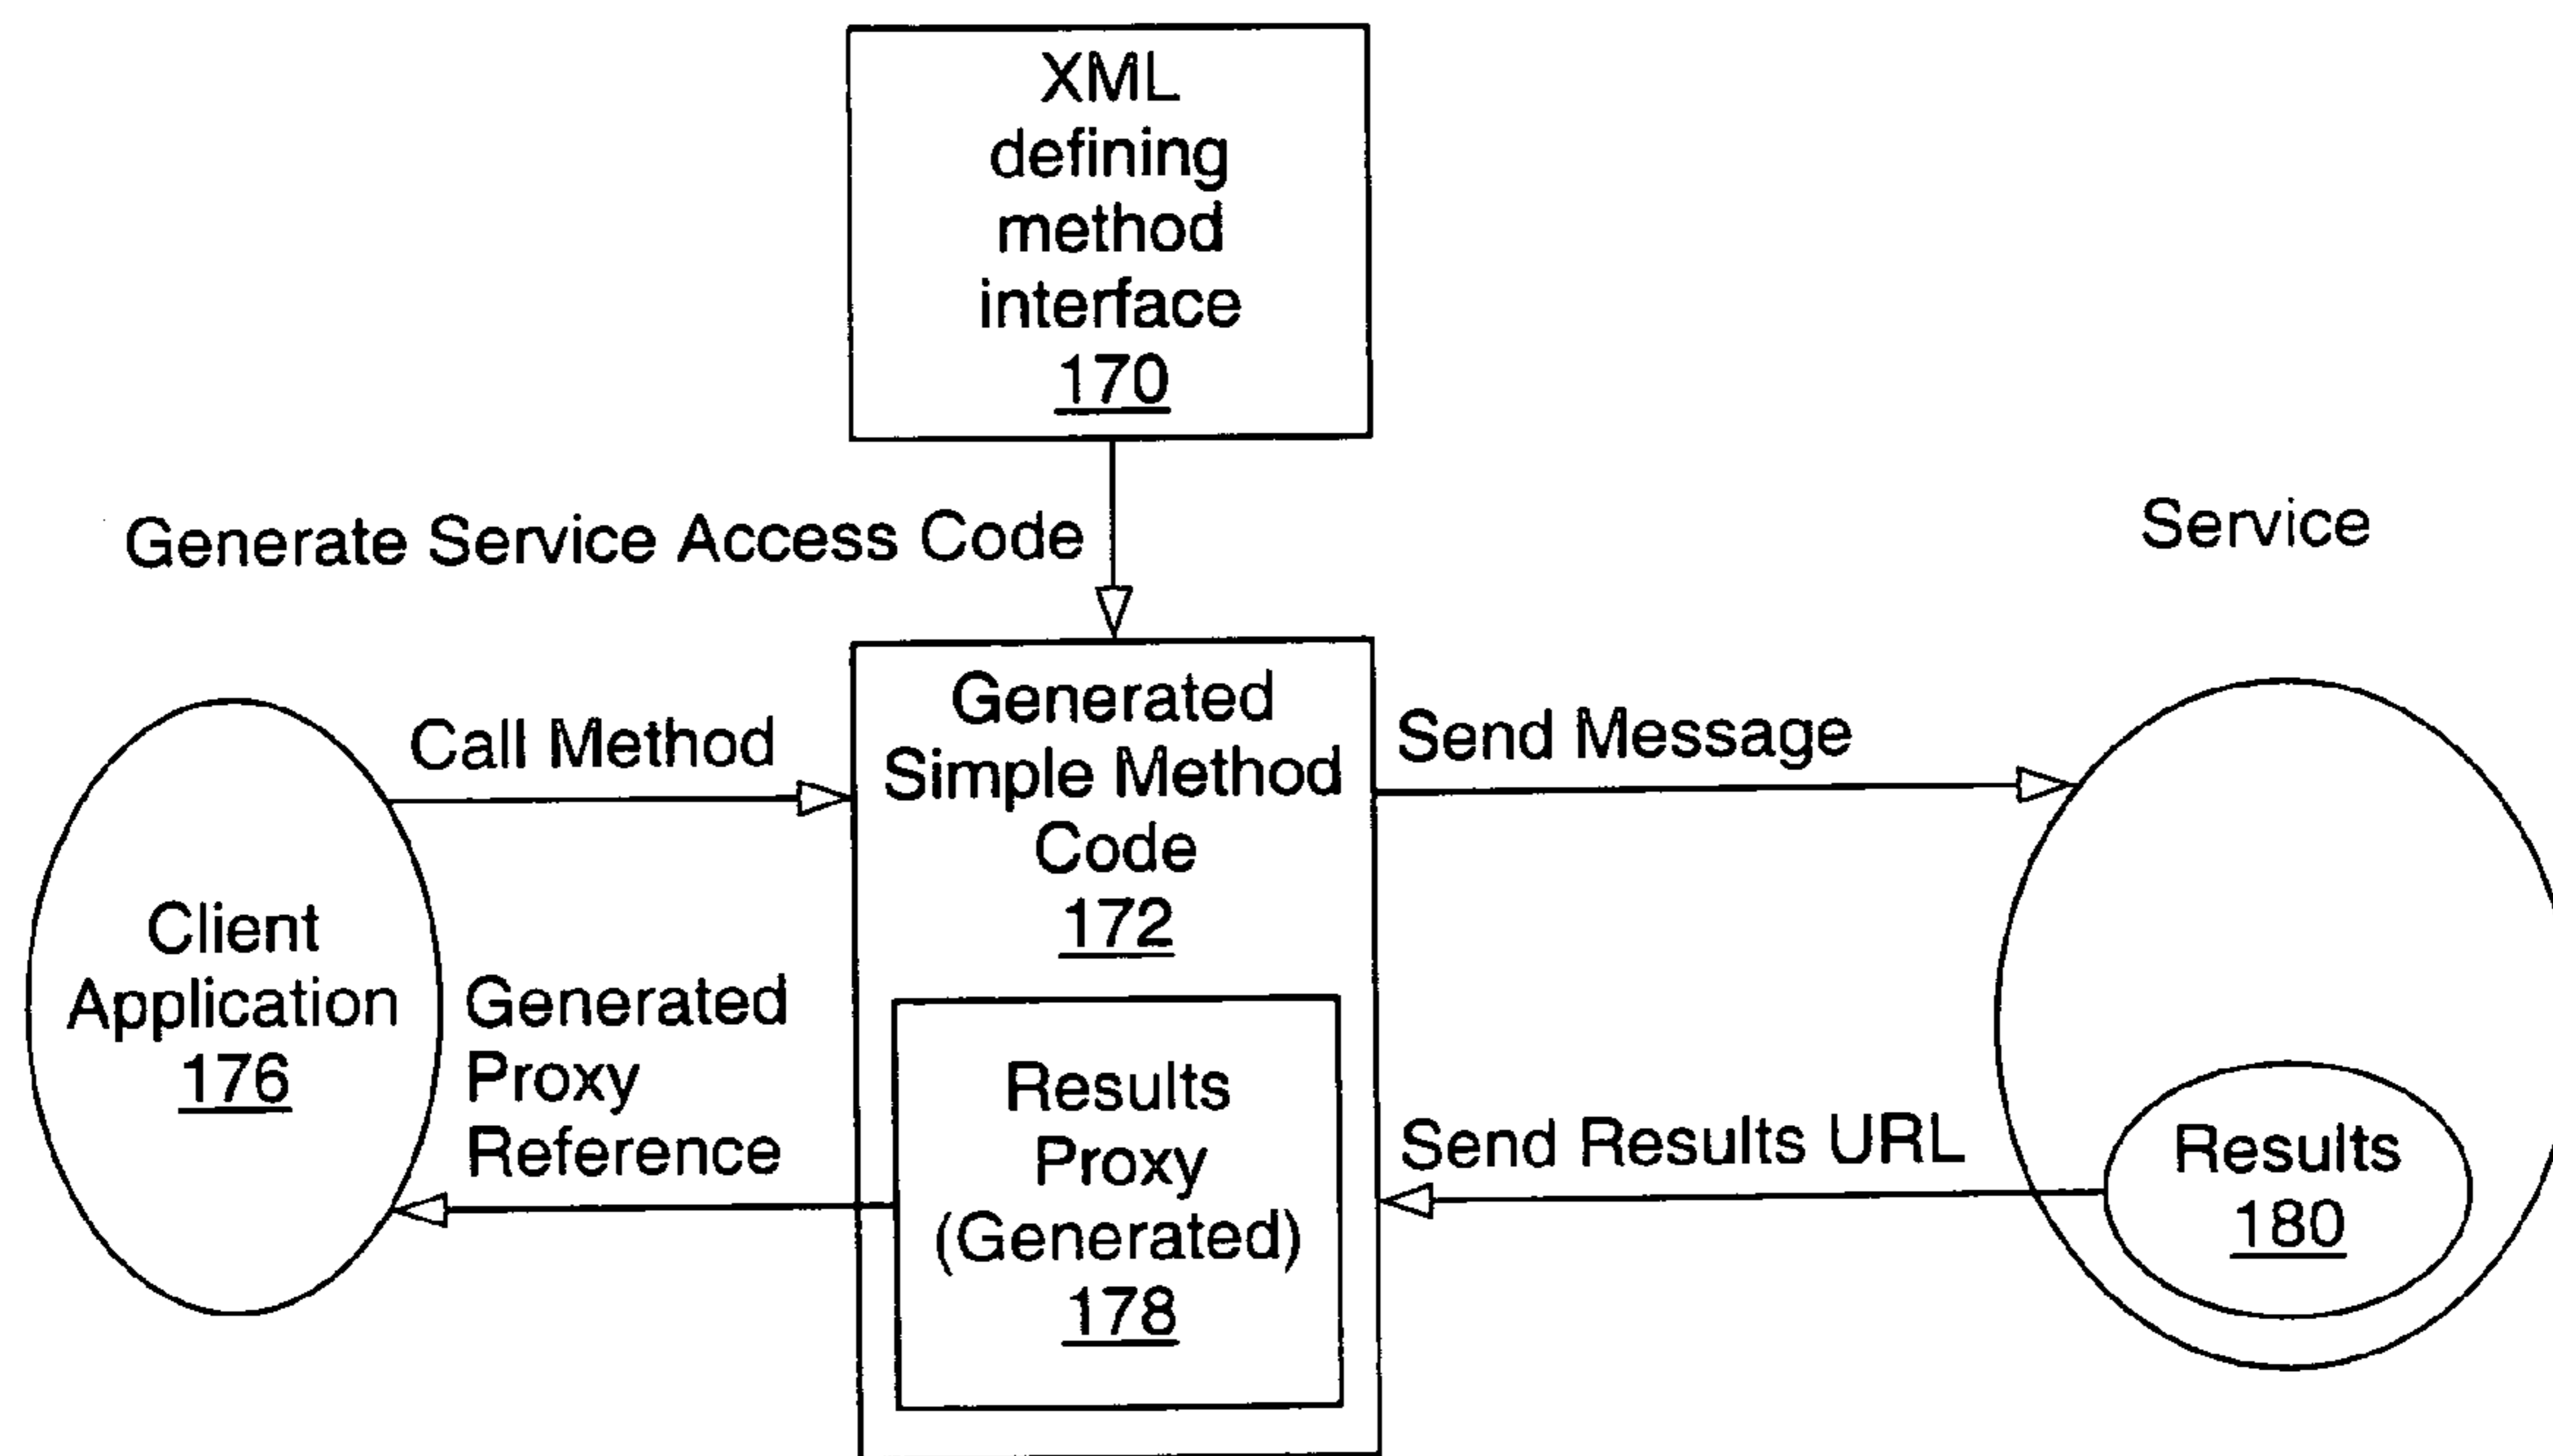 XML
defining
method
interface
170
Generate Service Access Code
Service
Client
Application
176
Call Method
Generated
Proxy
Reference
Generated
Simple Method
Code
172
Results
Proxy
(Generated)
178
Send Message
Send Results URL
Results
180